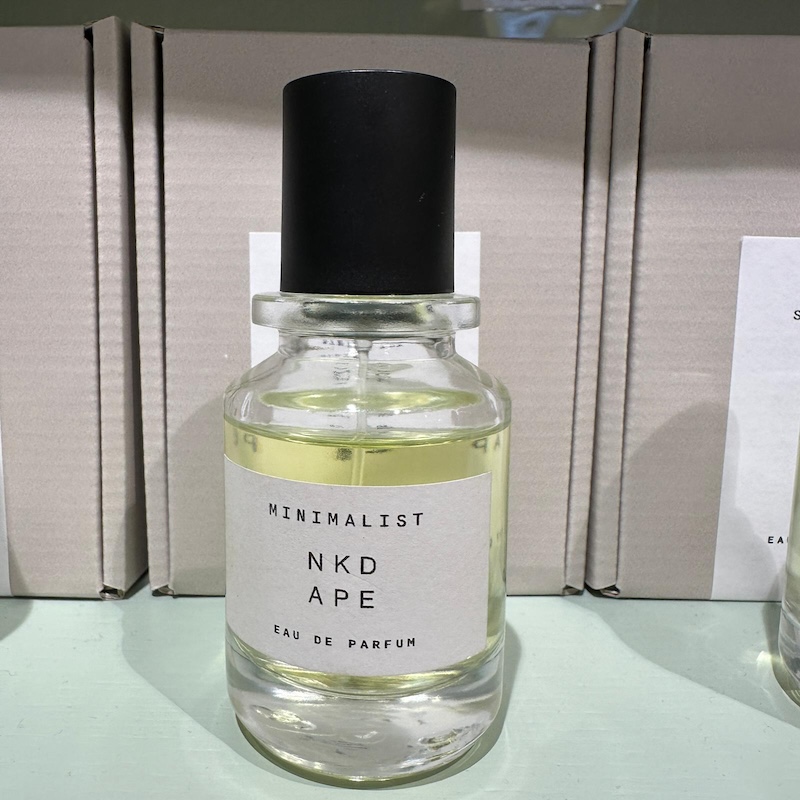 MINIMALIST
NKD
APE
EAU DE PARFUM